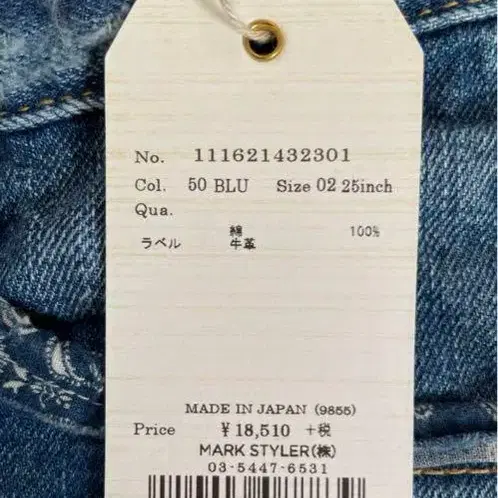 No. 111621432301
Col. 50 BLU Size 02 25inch
Qua.
綿 100%
ラベル 牛革
MADE IN JAPAN (9855)
Price ¥18,510 +税
MARK STYLER(株)
03-5447-6531